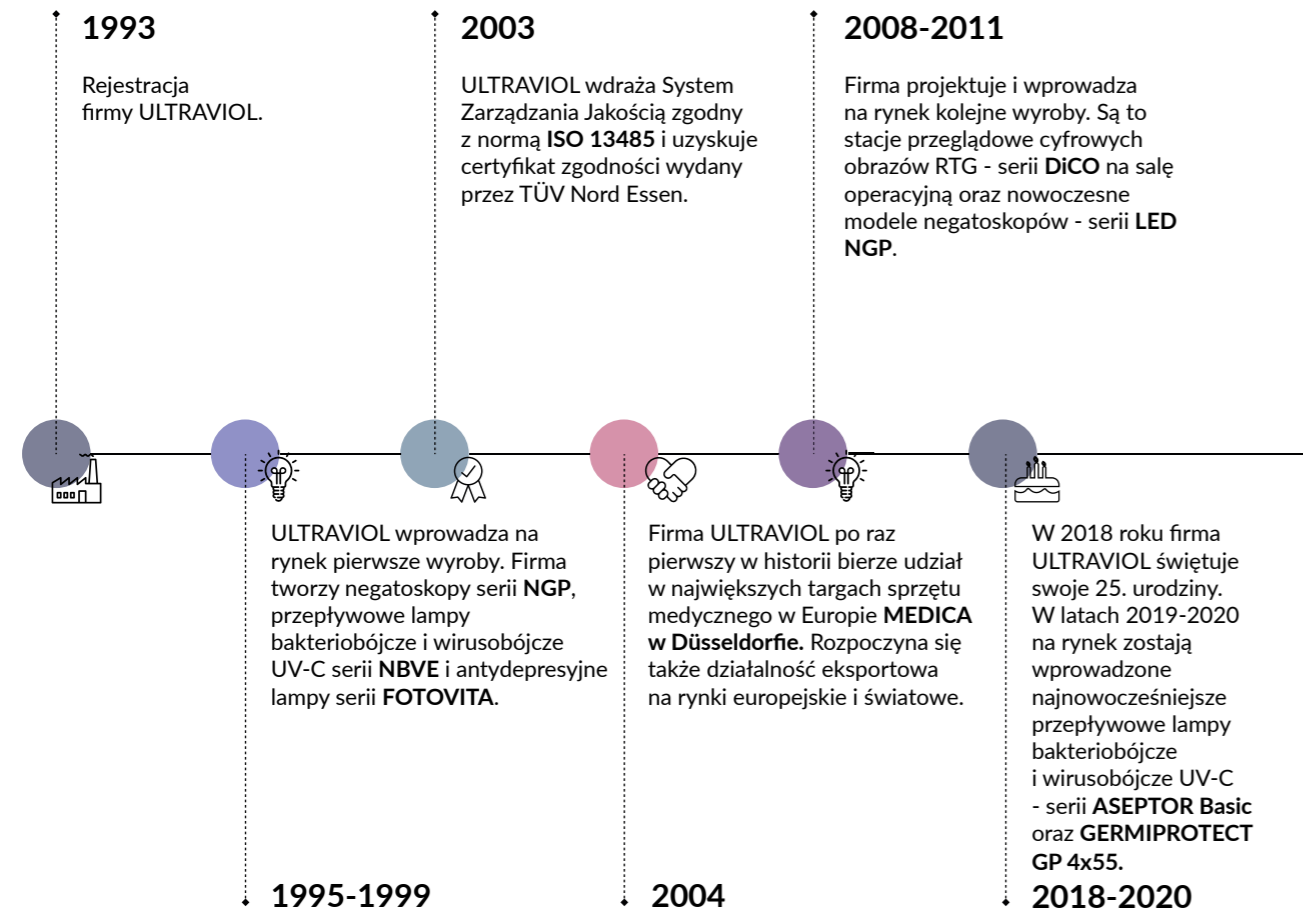 1993
Rejestracja
firmy ULTRAVIOL.
2003
ULTRAVIOL wdraża System
Zarządzania Jakością zgodny
z normą ISO 13485 i uzyskuje
certyfikat zgodności wydany
przez TÜV Nord Essen.
2008-2011
Firma projektuje i wprowadza
na rynek kolejne wyroby. Są to
stacje przeglądowe cyfrowych
obrazów RTG - serii DiCO na salę
operacyjną oraz nowoczesne
modele negatoskopów - serii LED
NGP.
ULTRAVIOL wprowadza na
rynek pierwsze wyroby. Firma
tworzy negatoskopy serii NGP,
przepływowe lampy
bakteriobójcze i wirusobójcze
UV-C serii NBVE i antydepresyjne
lampy serii FOTOVITA.
1995-1999
Firma ULTRAVIOL po raz
pierwszy w historii bierze udział
w największych targach sprzętu
medycznego w Europie MEDICA
w Düsseldorfie. Rozpoczyna się
także działalność eksportowa
na rynki europejskie i światowe.
2004
W 2018 roku firma
ULTRAVIOL świętuje
swoje 25. urodziny.
W latach 2019-2020
na rynek zostają
wprowadzone
najnowocześniejsze
przepływowe lampy
bakteriobójcze
i wirusobójcze UV-C
- serii ASEPTOR Basic
oraz GERMIPROTECT
GP 4x55.
2018-2020